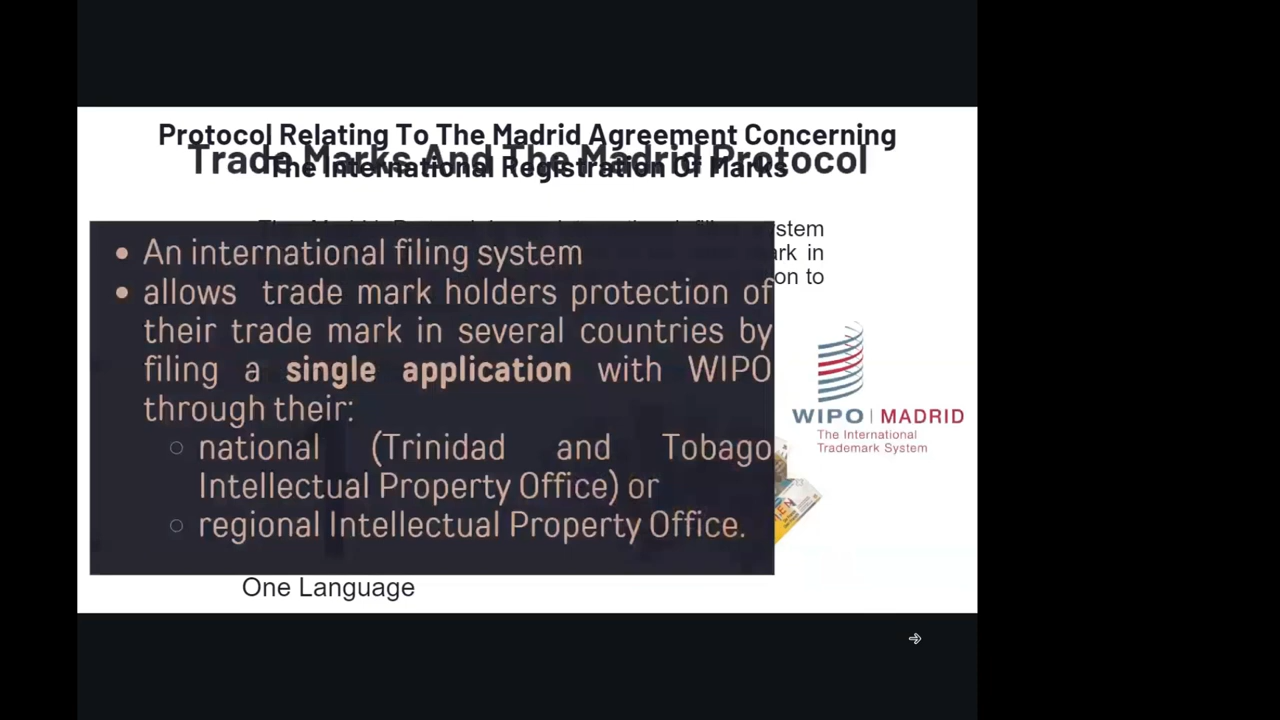 Protocol Relating To The Madrid Agreement Concerning
Trade Marks And The Madrid Protocol
The International Registration Of Marks
• An international filing system
• allows trade mark holders protection of
their trade mark in several countries by
filing a single application with WIPO
through their:
○ national (Trinidad and Tobago
Intellectual Property Office) or
○ regional Intellectual Property Office.
in
on to
WIPO | MADRID
The International
Trademark System
One Language